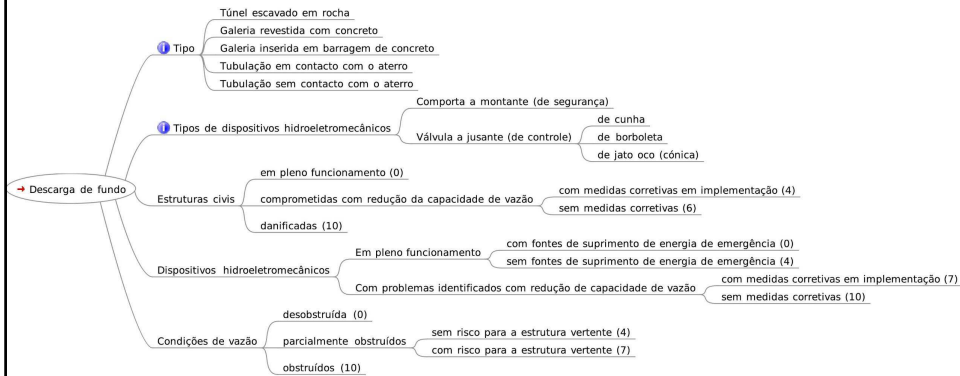 Descarga de fundo
Tipo
Túnel escavado em rocha
Galeria revestida com concreto
Galeria inserida em barragem de concreto
Tubulação em contacto com o aterro
Tubulação sem contacto com o aterro
Tipos de dispositivos hidroeletromecânicos
Comporta a montante (de segurança)
Válvula a jusante (de controle)
de cunha
de borboleta
de jato oco (cónica)
Estruturas civis
em pleno funcionamento (0)
comprometidas com redução da capacidade de vazão
com medidas corretivas em implementação (4)
sem medidas corretivas (6)
danificadas (10)
Dispositivos hidroeletromecânicos
Em pleno funcionamento
com fontes de suprimento de energia de emergência (0)
sem fontes de suprimento de energia de emergência (4)
Com problemas identificados com redução de capacidade de vazão
com medidas corretivas em implementação (7)
sem medidas corretivas (10)
Condições de vazão
desobstruída (0)
parcialmente obstruídos
sem risco para a estrutura vertente (4)
com risco para a estrutura vertente (7)
obstruídos (10)